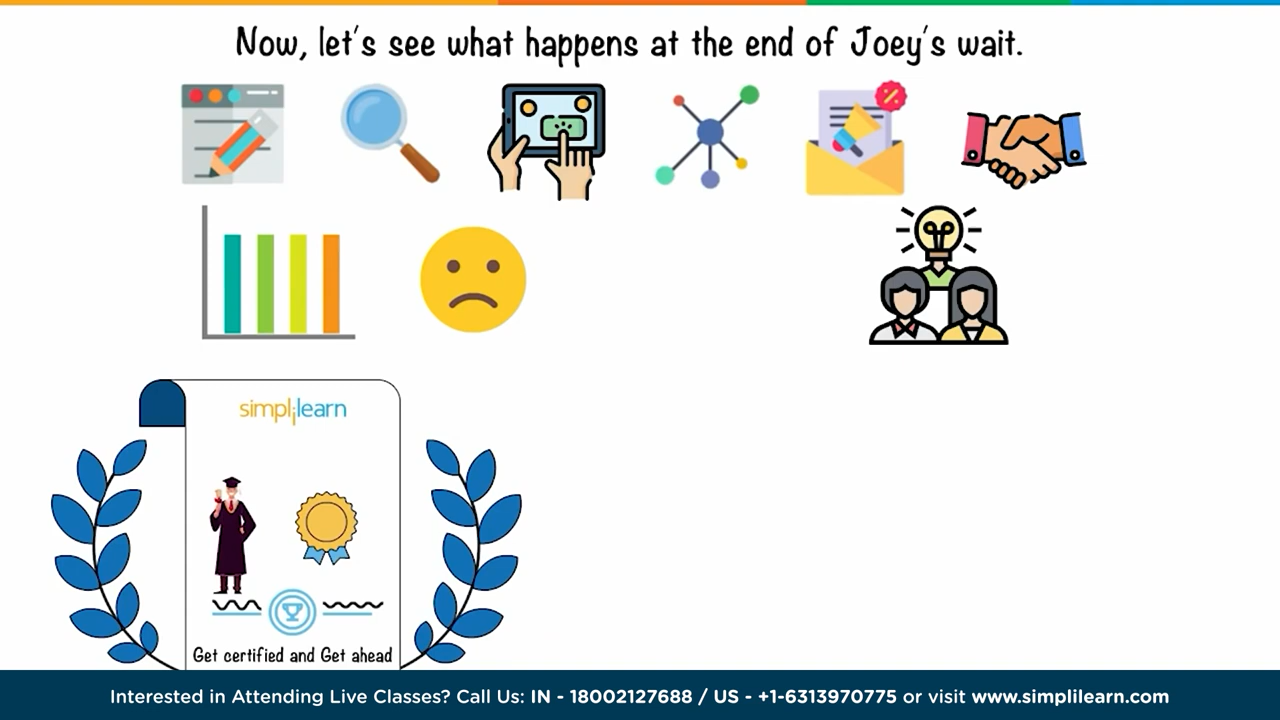 Now, let's see what happens at the end of Joey's wait.
simplilearn
Get certified and Get ahead
Interested in Attending Live Classes? Call Us: IN - 18002127688 / US - +1-6313970775 or visit www.simplilearn.com